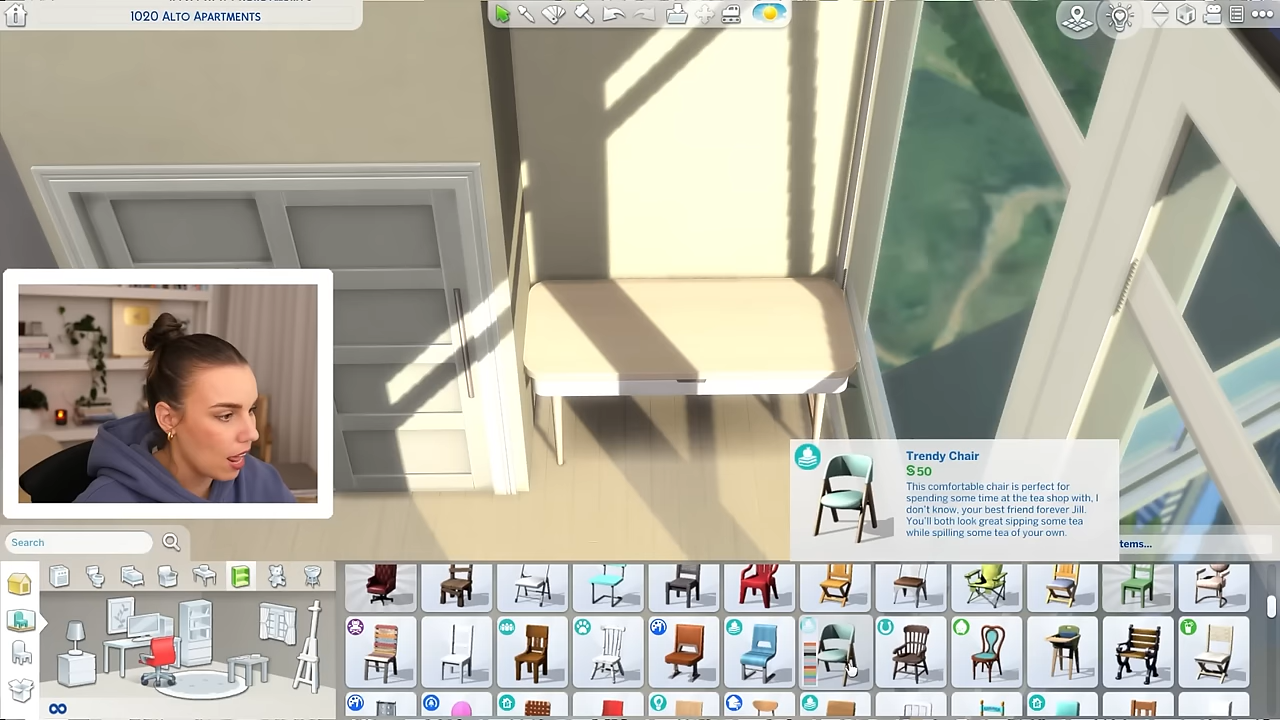 1020 Alto Apartments
Trendy Chair
§50
This comfortable chair is perfect for
spending some time at the tea shop with, I
don't know, your best friend forever Jill.
You'll both look great sipping some tea
while spilling some tea of your own.
tems...
Search